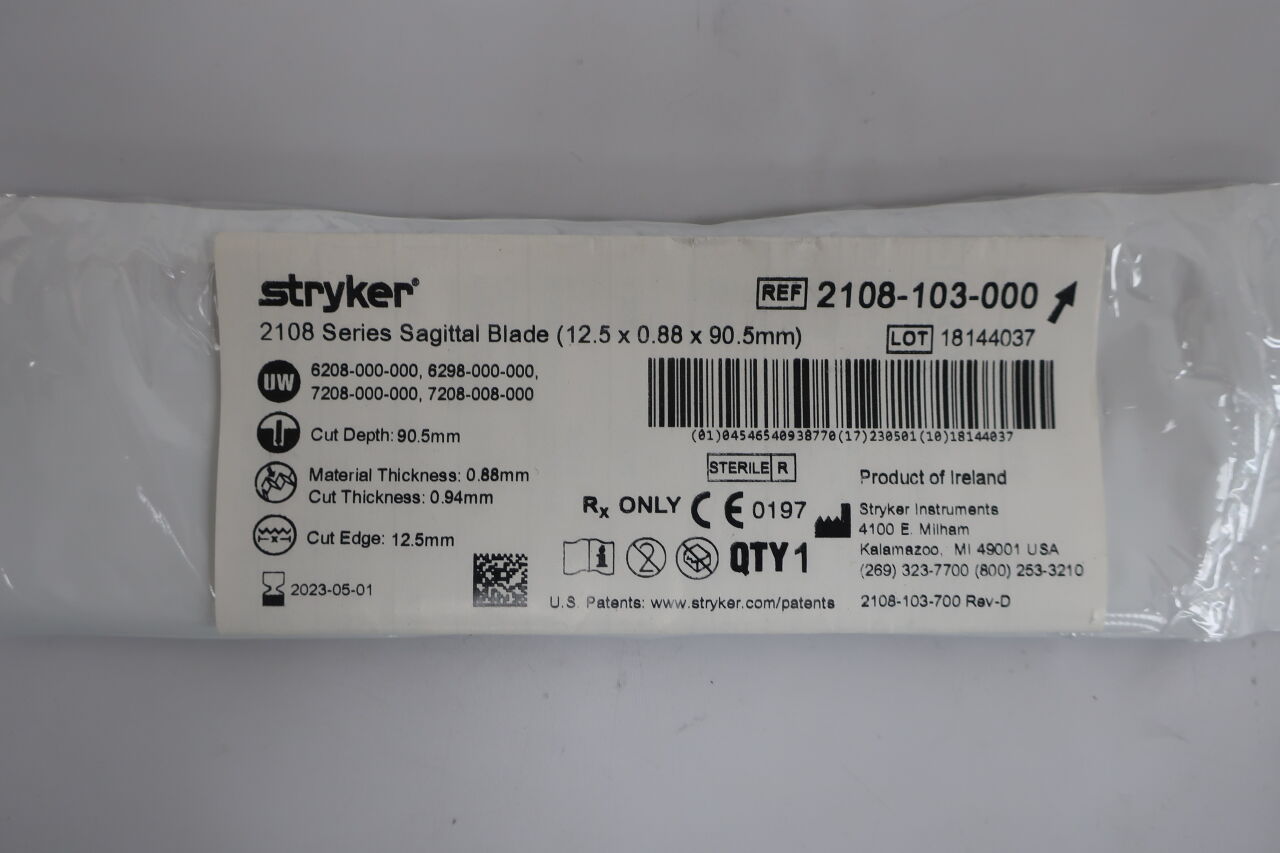 stryker®
REF 2108-103-000
2108 Series Sagittal Blade (12.5 x 0.88 x 90.5mm)
LOT 18144037
UW 6208-000-000, 6298-000-000,
7208-000-000, 7208-008-000
(01)04546540938770(17)230501(10)18144037
Cut Depth: 90.5mm
STERILE R
Material Thickness: 0.88mm
Cut Thickness: 0.94mm
Product of Ireland
Rx ONLY CE 0197
Stryker Instruments
4100 E. Milham
Kalamazoo, MI 49001 USA
(269) 323-7700 (800) 253-3210
Cut Edge: 12.5mm
i 2 QTY 1
2023-05-01
U.S. Patents: www.stryker.com/patents
2108-103-700 Rev-D